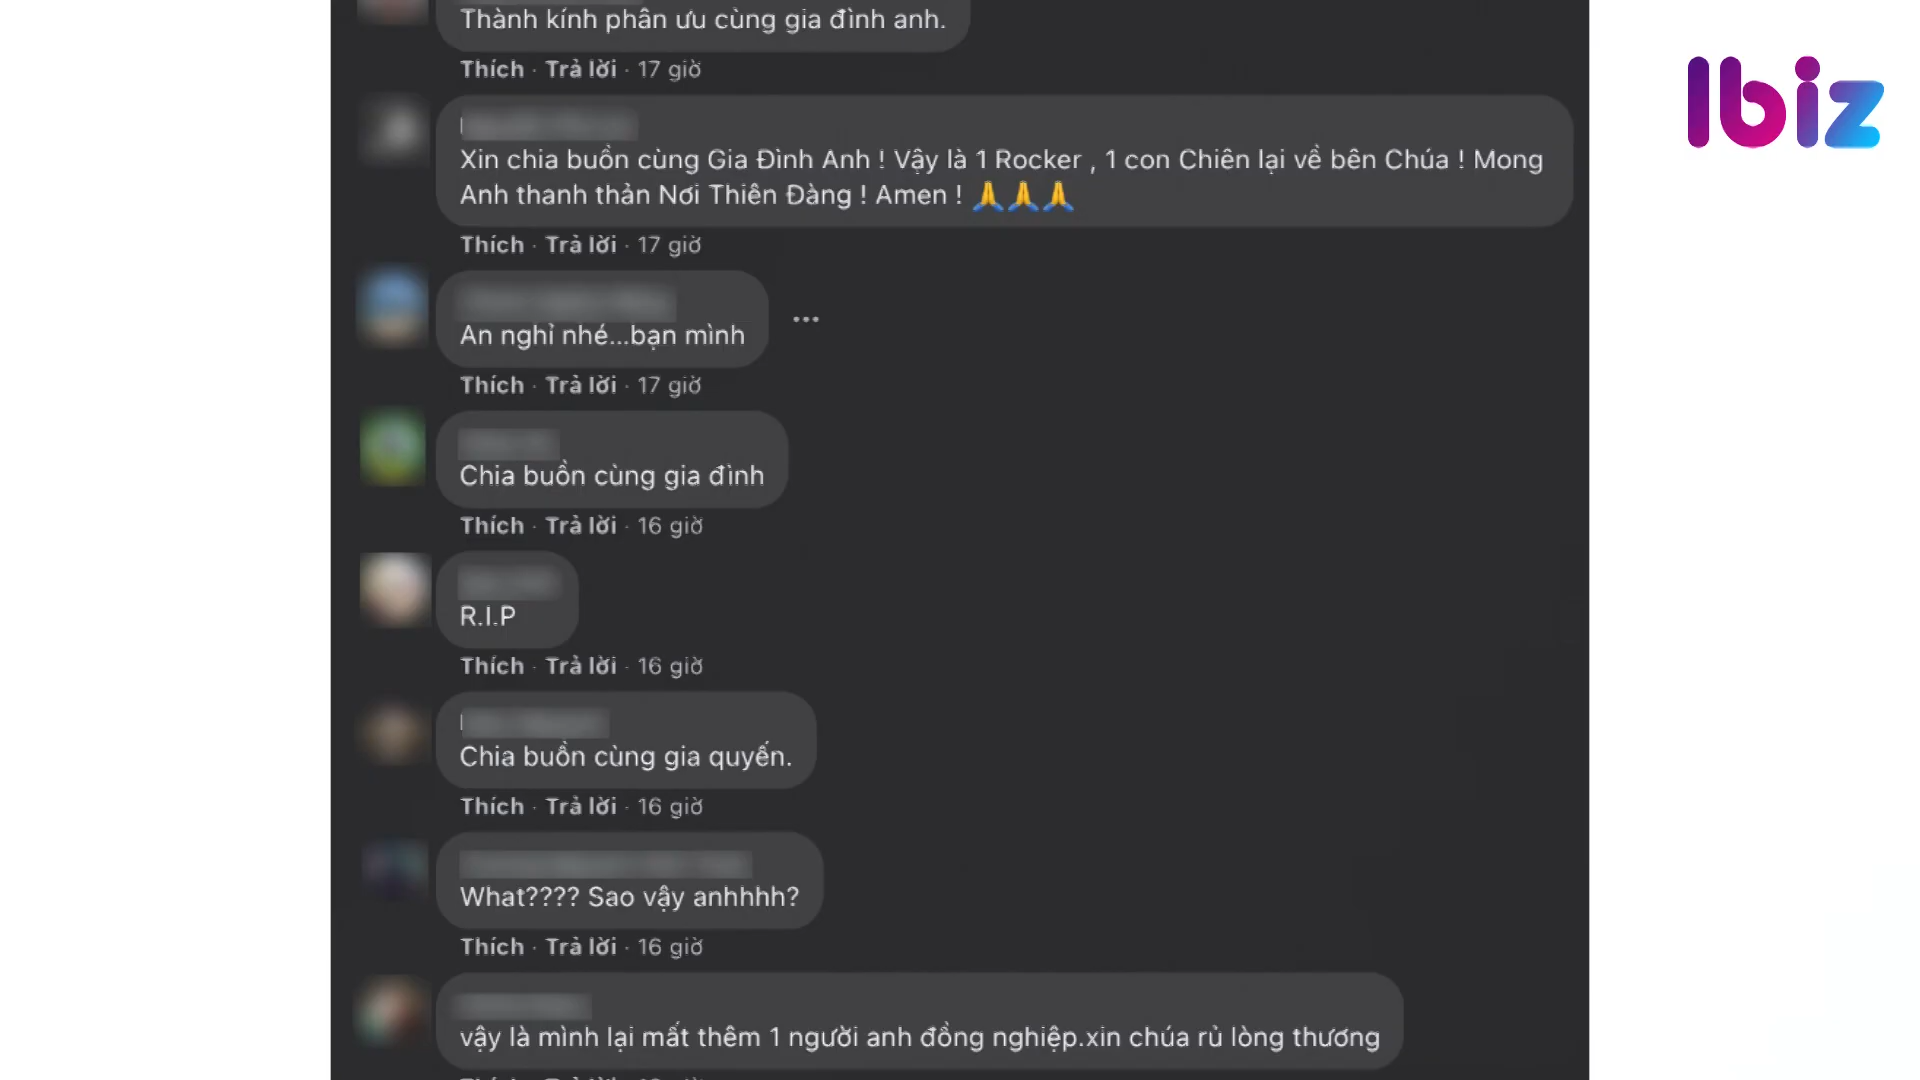 Thành kính phân ưu cùng gia đình anh.
Thích · Trả lời · 17 giờ
Ibiz
Xin chia buồn cùng Gia Đình Anh ! Vậy là 1 Rocker , 1 con Chiên lại về bên Chúa ! Mong
Anh thanh thản Nơi Thiên Đàng ! Amen ! 🙏🙏🙏
Thích · Trả lời · 17 giờ
An nghỉ nhé...bạn mình
Thích · Trả lời · 17 giờ
Chia buồn cùng gia đình
Thích · Trả lời · 16 giờ
R.I.P
Thích · Trả lời · 16 giờ
Chia buồn cùng gia quyến.
Thích · Trả lời · 16 giờ
What???? Sao vậy anhhhh?
Thích · Trả lời · 16 giờ
vậy là mình lại mất thêm 1 người anh đồng nghiệp.xin chúa rủ lòng thương